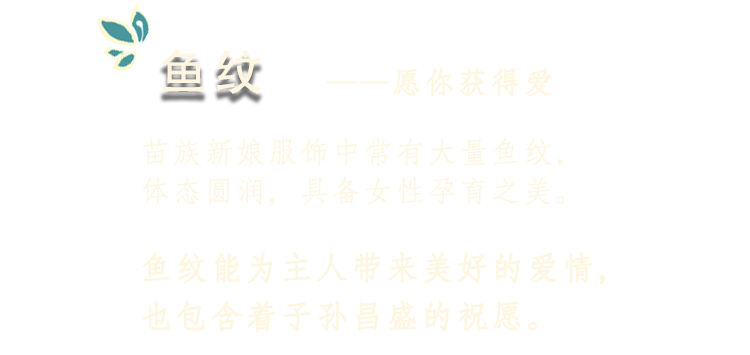 鱼纹 ——愿你获得爱
苗族新娘服饰中常有大量鱼纹，
体态圆润，具备女性孕育之美。
鱼纹能为主人带来美好的爱情，
也包含着子孙昌盛的祝愿。